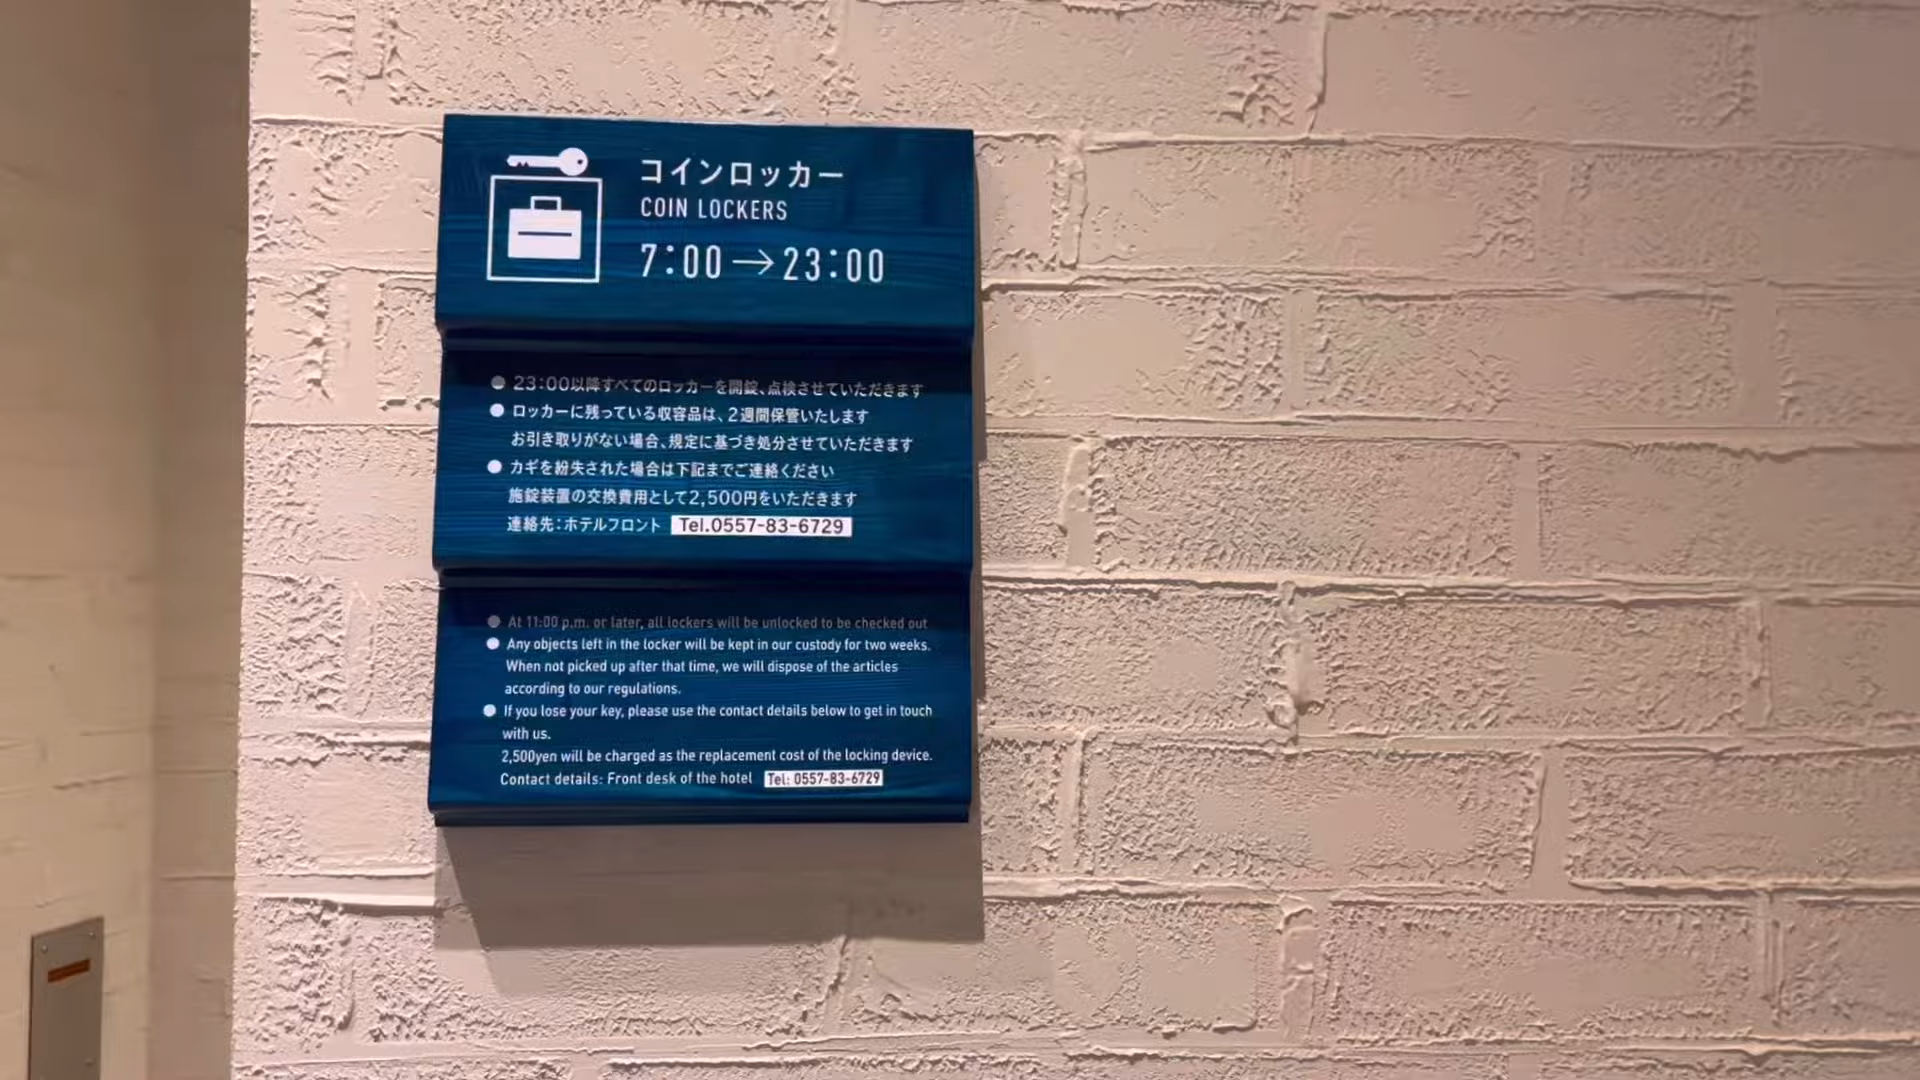 コインロッカー
COIN LOCKERS
7:00→23:00
●23:00以降すべてのロッカーを開錠、点検させていただきます
●ロッカーに残っている収容品は、2週間保管いたします
お引き取りがない場合、規定に基づき処分させていただきます
●カギを紛失された場合は下記までご連絡ください
施錠装置の交換費用として2,500円をいただきます
連絡先:ホテルフロント Tel.0557-83-6729
●At 11:00 p.m. or later, all lockers will be unlocked to be checked out
●Any objects left in the locker will be kept in our custody for two weeks.
When not picked up after that time, we will dispose of the articles
according to our regulations.
●If you lose your key, please use the contact details below to get in touch
with us.
2,500yen will be charged as the replacement cost of the locking device.
Contact details: Front desk of the hotel Tel: 0557-83-6729